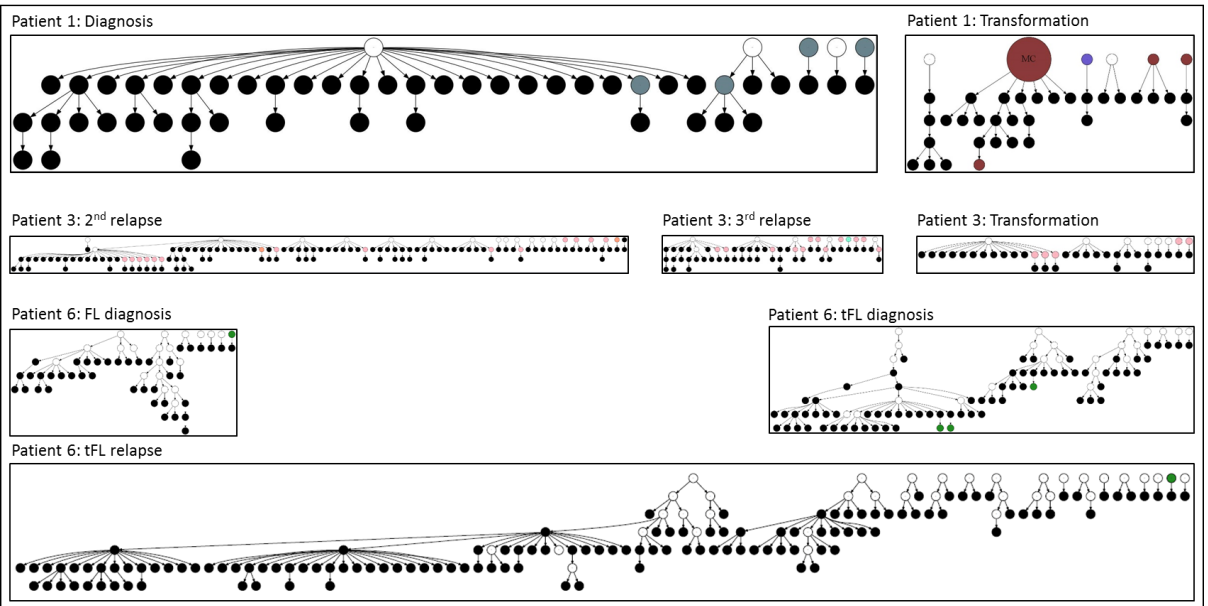 Patient 1: Diagnosis
Patient 1: Transformation
MC
Patient 3: 2nd relapse
Patient 3: 3rd relapse
Patient 3: Transformation
Patient 6: FL diagnosis
Patient 6: tFL diagnosis
Patient 6: tFL relapse